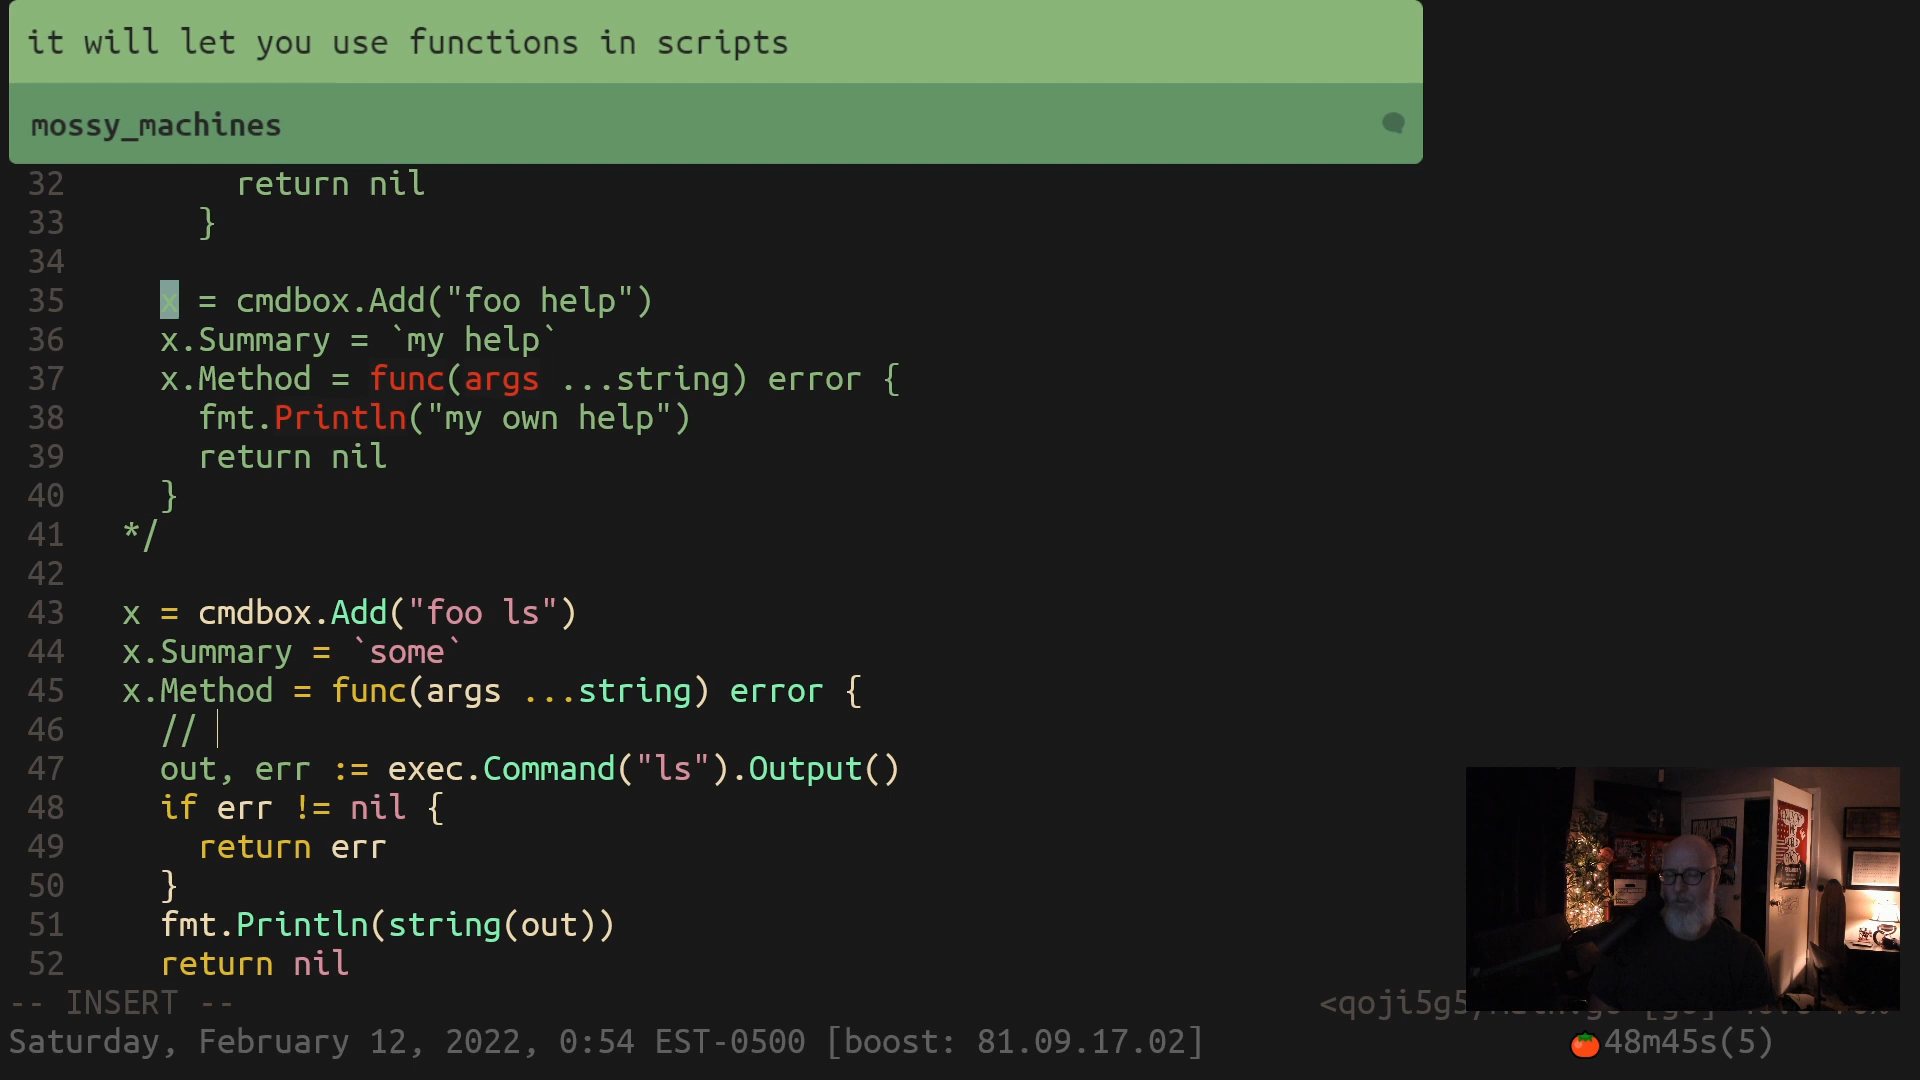 it will let you use functions in scripts
mossy_machines
32 return nil
33 }
34
35 x = cmdbox.Add("foo help")
36 x.Summary = `my help`
37 x.Method = func(args ...string) error {
38 fmt.Println("my own help")
39 return nil
40 }
41 */
42
43 x = cmdbox.Add("foo ls")
44 x.Summary = `some`
45 x.Method = func(args ...string) error {
46 //
47 out, err := exec.Command("ls").Output()
48 if err != nil {
49 return err
50 }
51 fmt.Println(string(out))
52 return nil
-- INSERT --
Saturday, February 12, 2022, 0:54 EST-0500 [boost: 81.09.17.02]
48m45s(5)